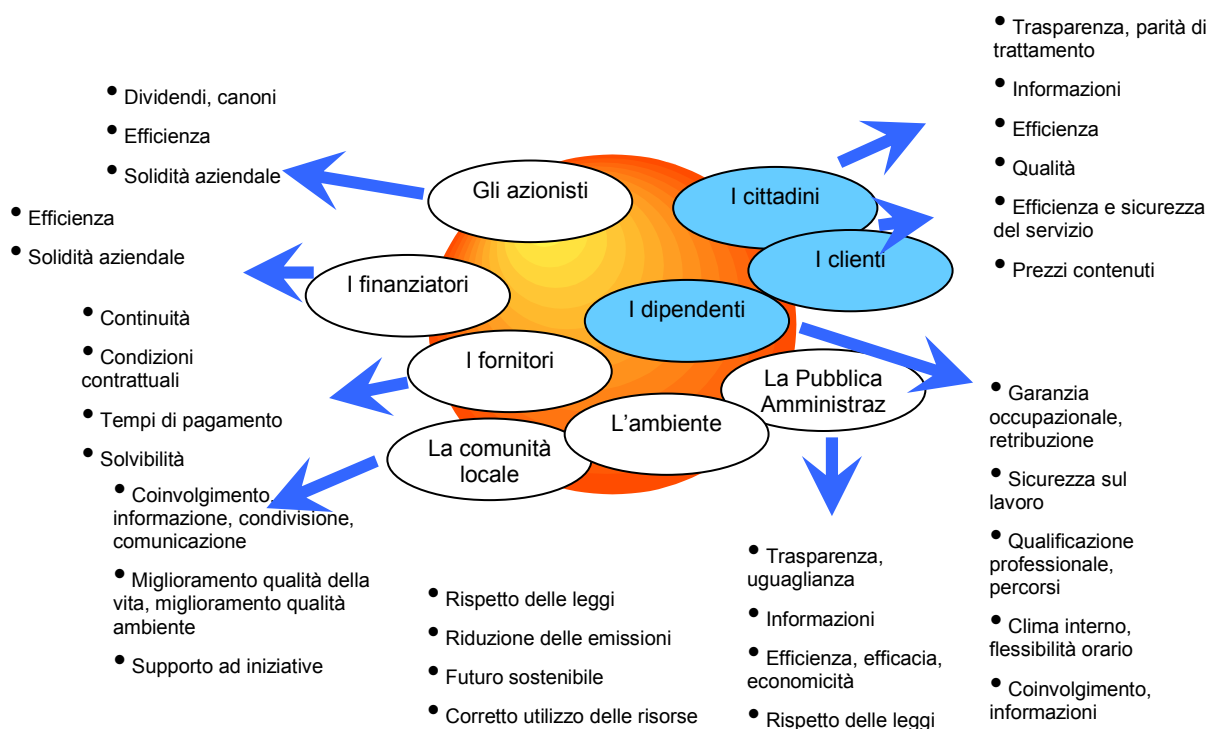 • Trasparenza, parità di
trattamento
• Informazioni
• Efficienza
• Qualità
• Efficienza e sicurezza
del servizio
• Prezzi contenuti
• Dividendi, canoni
• Efficienza
• Solidità aziendale
• Efficienza
• Solidità aziendale
• Continuità
• Condizioni
contrattuali
• Tempi di pagamento
• Solvibilità
• Coinvolgimento,
informazione, condivisione,
comunicazione
• Miglioramento qualità della
vita, miglioramento qualità
ambiente
• Supporto ad iniziative
Gli azionisti
I cittadini
I clienti
I finanziatori
I dipendenti
I fornitori
La Pubblica
Amministraz
L'ambiente
La comunità
locale
• Rispetto delle leggi
• Riduzione delle emissioni
• Futuro sostenibile
• Corretto utilizzo delle risorse
• Trasparenza,
uguaglianza
• Informazioni
• Efficienza, efficacia,
economicità
• Rispetto delle leggi
• Garanzia
occupazionale,
retribuzione
• Sicurezza sul
lavoro
• Qualificazione
professionale,
percorsi
• Clima interno,
flessibilità orario
• Coinvolgimento,
informazioni